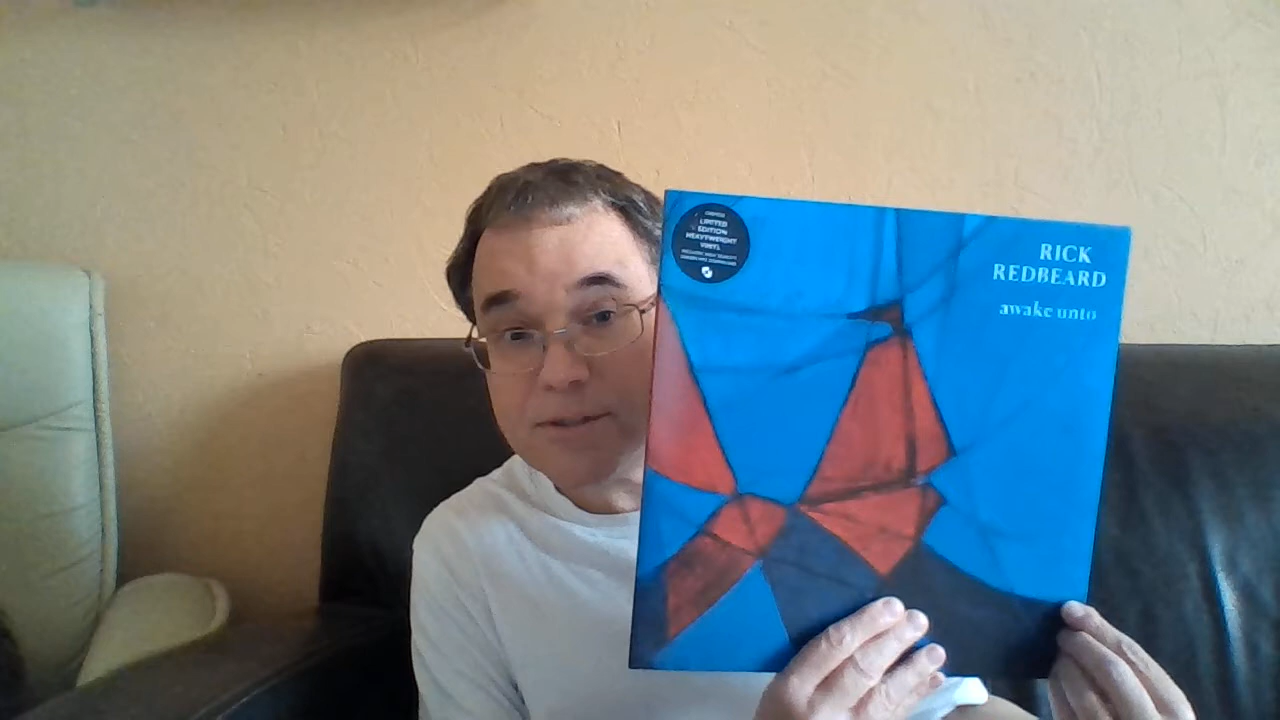 LIMITED
EDITION
HEAVYWEIGHT
VINYL
RICK
REDBEARD
awake unto